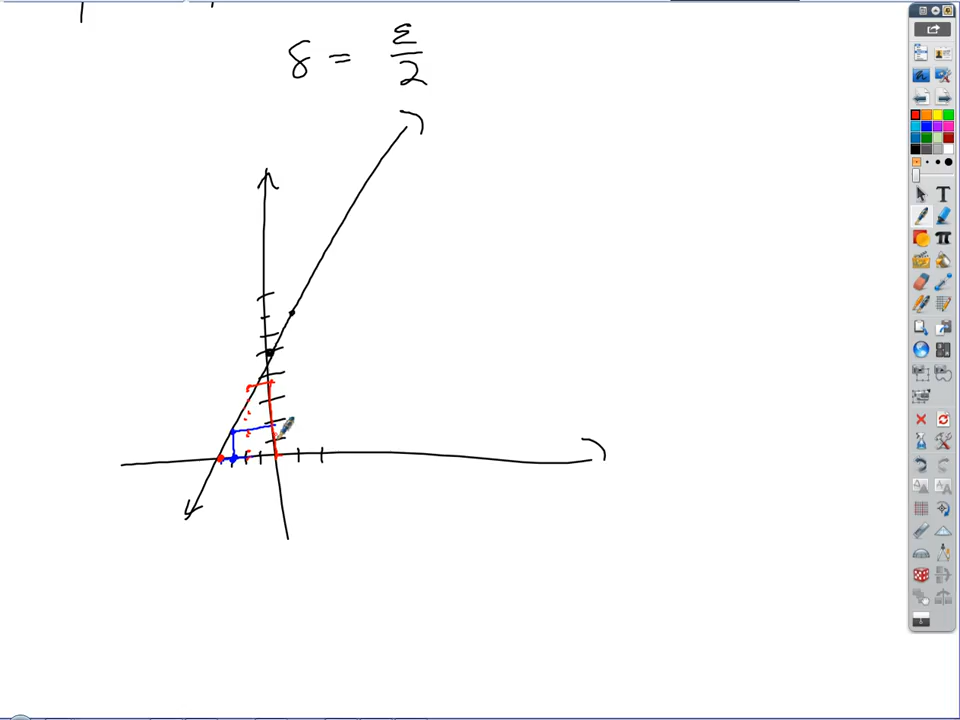 δ = ε/2